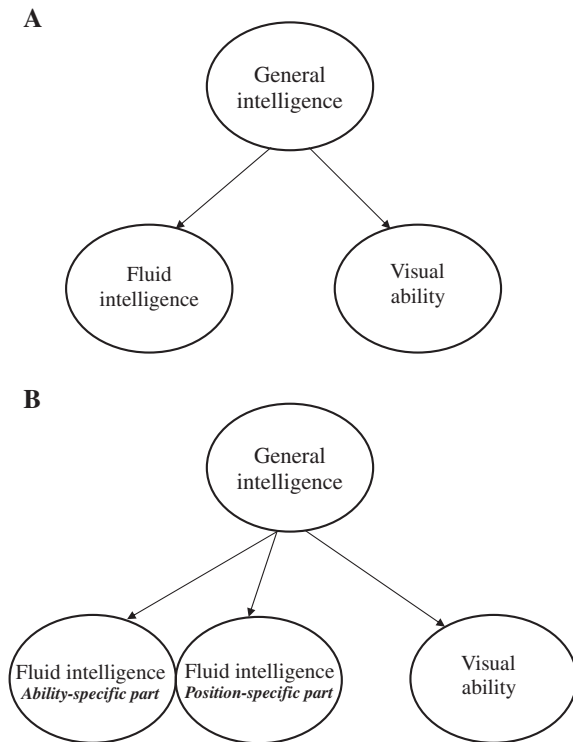 A
General
intelligence
Fluid
intelligence
Visual
ability
B
General
intelligence
Fluid intelligence
Ability-specific part
Fluid intelligence
Position-specific part
Visual
ability